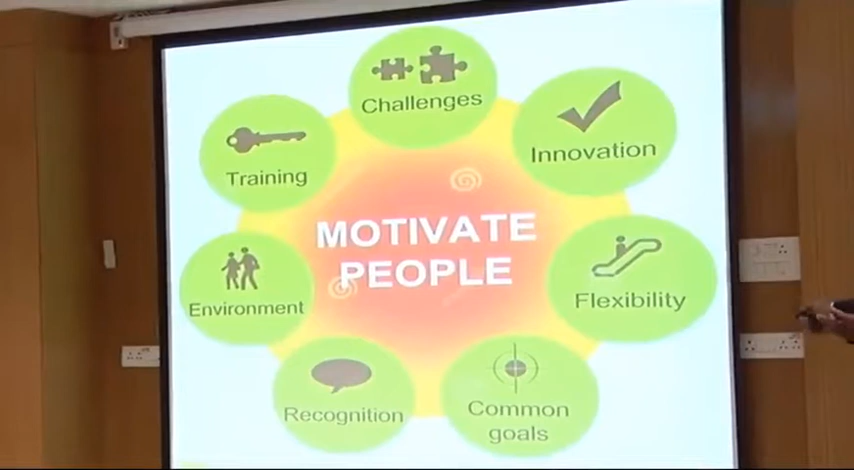 Challenges
Innovation
Training
MOTIVATE
PEOPLE
Environment
Flexibility
Recognition
Common
goals